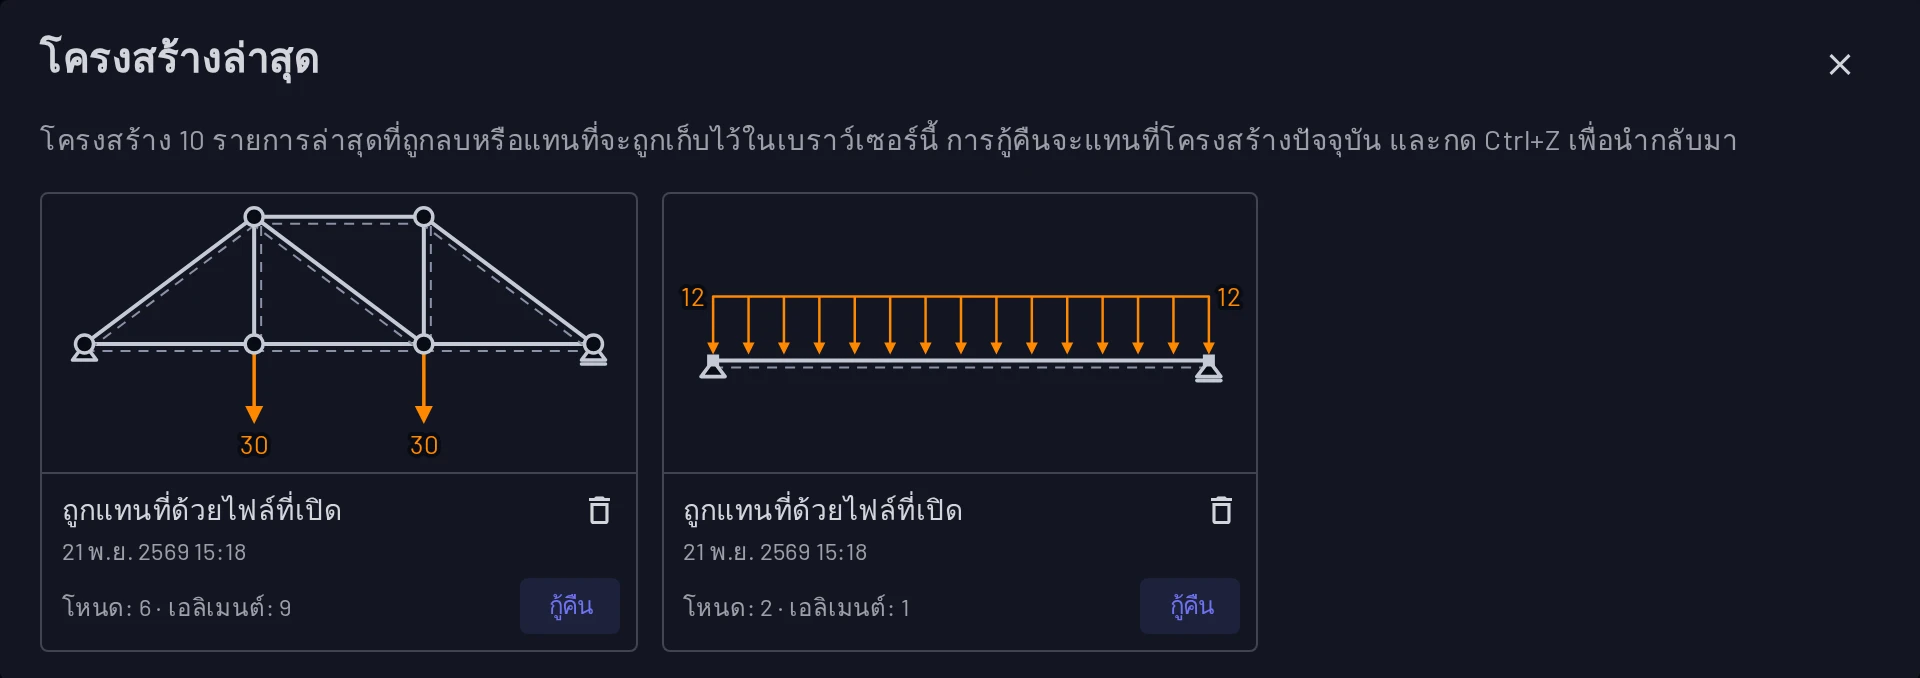 โครงสร้างล่าสุด
โครงสร้าง 10 รายการล่าสุดที่ถูกลบหรือแทนที่จะถูกเก็บไว้ในเบราว์เซอร์นี้ การกู้คืนจะแทนที่โครงสร้างปัจจุบัน และกด Ctrl+Z เพื่อนำกลับมา
30 30
ถูกแทนที่ด้วยไฟล์ที่เปิด
21 พ.ย. 2569 15:18
โหนด: 6 · เอลิเมนต์: 9
กู้คืน
12 12
ถูกแทนที่ด้วยไฟล์ที่เปิด
21 พ.ย. 2569 15:18
โหนด: 2 · เอลิเมนต์: 1
กู้คืน